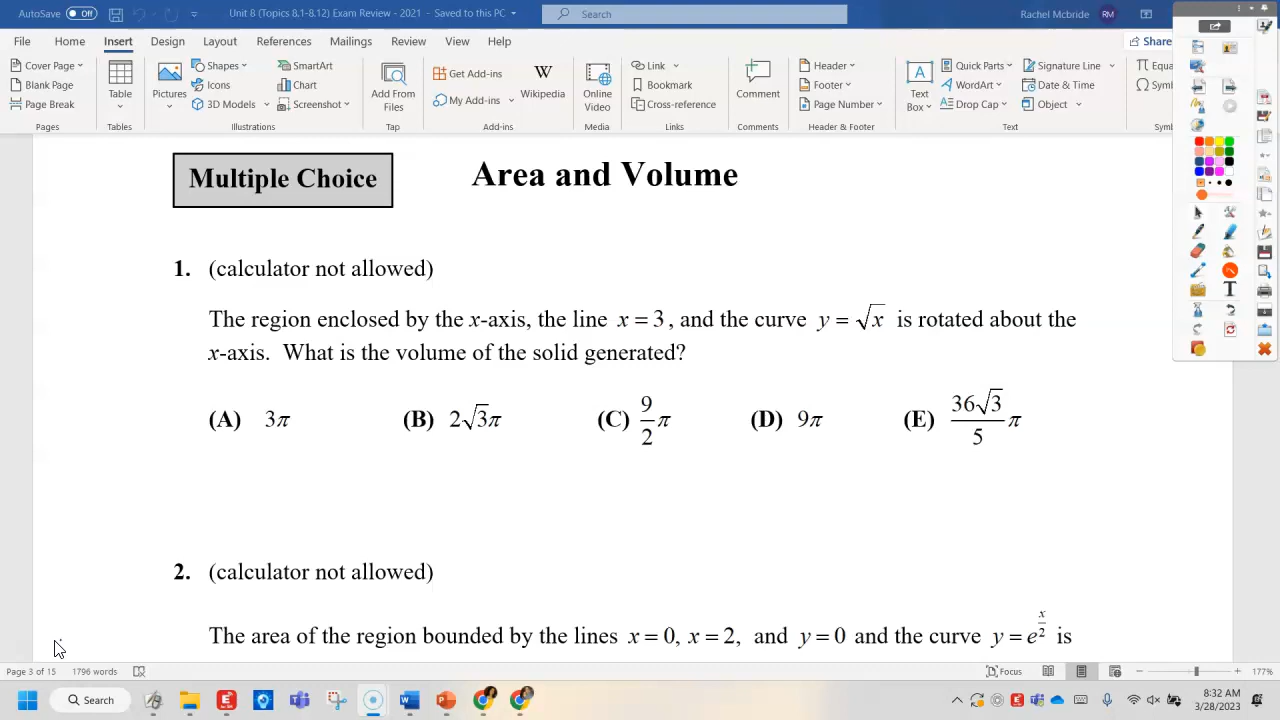 AutoSave Off Unit 8 (Topics 8.1-8.12) Exam Review - 2021 - Saved to this PC Search Rachel Mcbride RM
File Home Insert Design Layout References Mailings Review View Help Share
Cover Page Shapes SmartArt Get Add-ins Link Header Quick Parts Signature Line Equa
Blank Page Icons Chart Bookmark Footer WordArt Date & Time Symb
Page Break 3D Models Screenshot My Add-ins Cross-reference Page Number Drop Cap Object
Table Pictures Add From Files Wikipedia Online Video Comment Text Box
Pages Tables Illustrations Tap Add-ins Media Links Comments Header & Footer Text Symb
Multiple Choice Area and Volume
1. (calculator not allowed)
The region enclosed by the x-axis, the line x = 3, and the curve y = √x is rotated about the
x-axis. What is the volume of the solid generated?
(A) 3π (B) 2√3π (C) 9/2 π (D) 9π (E) 36√3/5 π
2. (calculator not allowed)
The area of the region bounded by the lines x = 0, x = 2, and y = 0 and the curve y = e^(x/2) is
Page 3 of 15 1796 words Focus 177%
Search 8:32 AM
3/28/2023